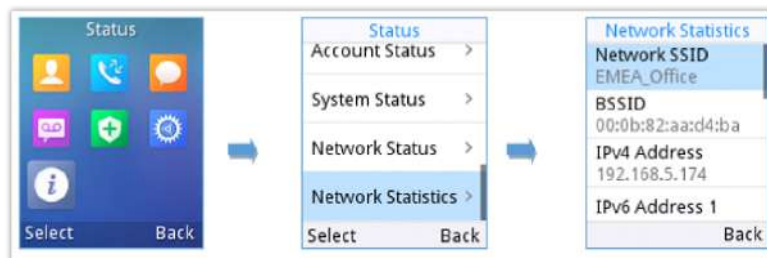 Status
Select Back
Status
Account Status >
System Status >
Network Status >
Network Statistics >
Select Back
Network Statistics
Network SSID
EMEA_Office
BSSID
00:0b:82:aa:d4:ba
IPv4 Address
192.168.5.174
IPv6 Address 1
Back